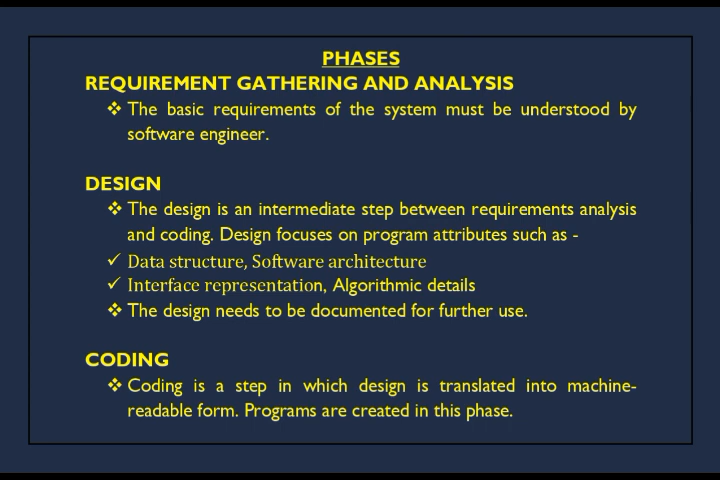 PHASES
REQUIREMENT GATHERING AND ANALYSIS
❖ The basic requirements of the system must be understood by
software engineer.
DESIGN
❖ The design is an intermediate step between requirements analysis
and coding. Design focuses on program attributes such as -
✓ Data structure, Software architecture
✓ Interface representation, Algorithmic details
❖ The design needs to be documented for further use.
CODING
❖ Coding is a step in which design is translated into machine-
readable form. Programs are created in this phase.